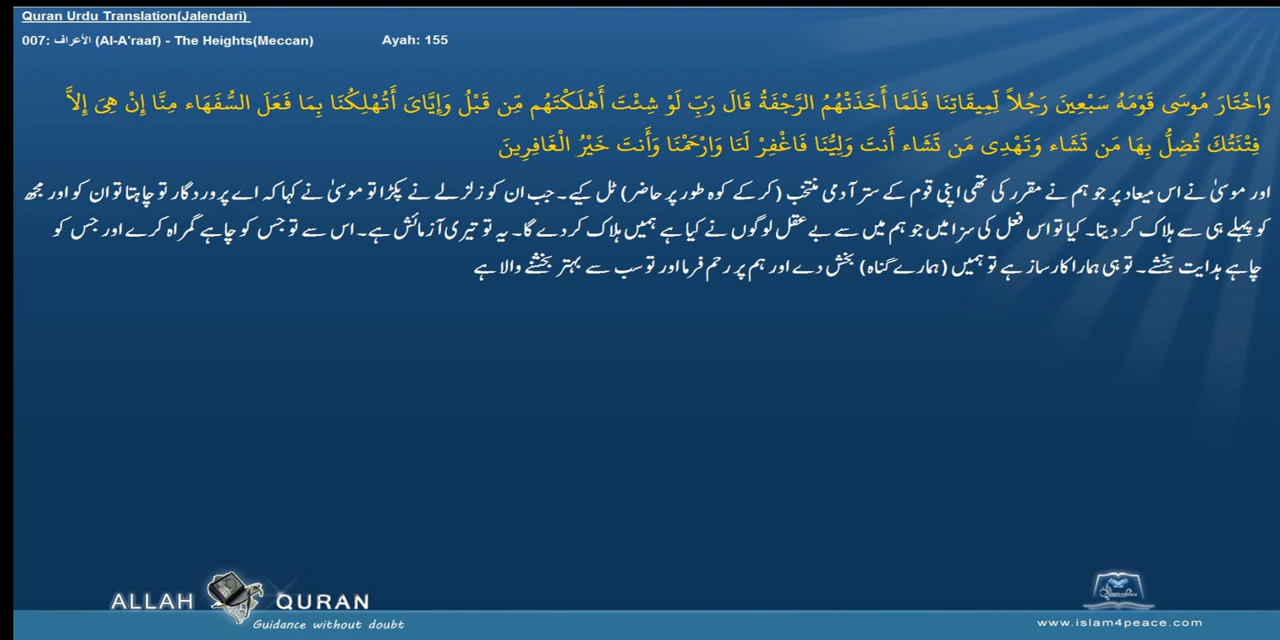 Quran Urdu Translation(Jalendari)
007: الأعراف (Al-A'raaf) - The Heights(Meccan) Ayah: 155
وَاخْتَارَ مُوسَى قَوْمَهُ سَبْعِينَ رَجُلاً لِّمِيقَاتِنَا فَلَمَّا أَخَذَتْهُمُ الرَّجْفَةُ قَالَ رَبِّ لَوْ شِئْتَ أَهْلَكْتَهُم مِّن قَبْلُ وَإِيَّاىَ أَتُهْلِكُنَا بِمَا فَعَلَ السُّفَهَاء مِنَّا إِنْ هِىَ إِلاَّ
فِتْنَتُكَ تُضِلُّ بِهَا مَن تَشَاء وَتَهْدِى مَن تَشَاء أَنتَ وَلِيُّنَا فَاغْفِرْ لَنَا وَارْحَمْنَا وَأَنتَ خَيْرُ الْغَافِرِينَ
اور موسیٰ نے اس میعاد پر جو ہم نے مقرر کی تھی اپنی قوم کے ستر آدمی منتخب (کرکے کوہ طور پر حاضر) ٹل کیے۔ جب ان کو زلزلے نے پکڑا تو موسیٰ نے کہا کہ اے پروردگار تو چاہتا تو ان کو اور مجھ
کو پہلے ہی سے ہلاک کر دیتا۔ کیا تو اس فعل کی سزا میں جو ہم میں سے بے عقل لوگوں نے کیا ہے ہمیں ہلاک کردے گا۔ یہ تو تیری آزمائش ہے۔ اس سے تو جس کو چاہے گمراہ کرے اور جس کو
چاہے ہدایت بخشے۔ تو ہی ہمارا کارساز ہے تو ہمیں (ہمارے گناہ) بخش دے اور ہم پر رحم فرما اور تو سب سے بہتر بخشنے والا ہے
ALLAH QURAN
Guidance without doubt
www.islam4peace.com